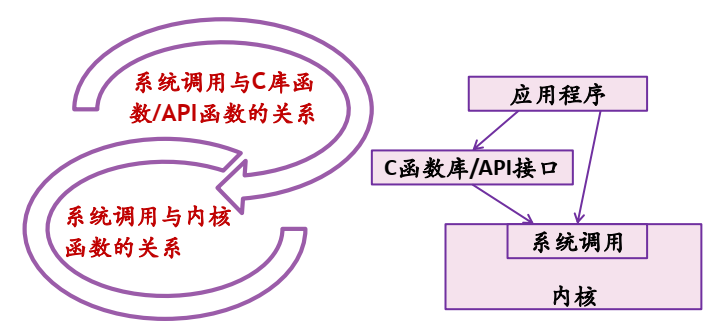 系统调用与C库函
数/API函数的关系
系统调用与内核
函数的关系
应用程序
C函数库/API接口
系统调用
内核